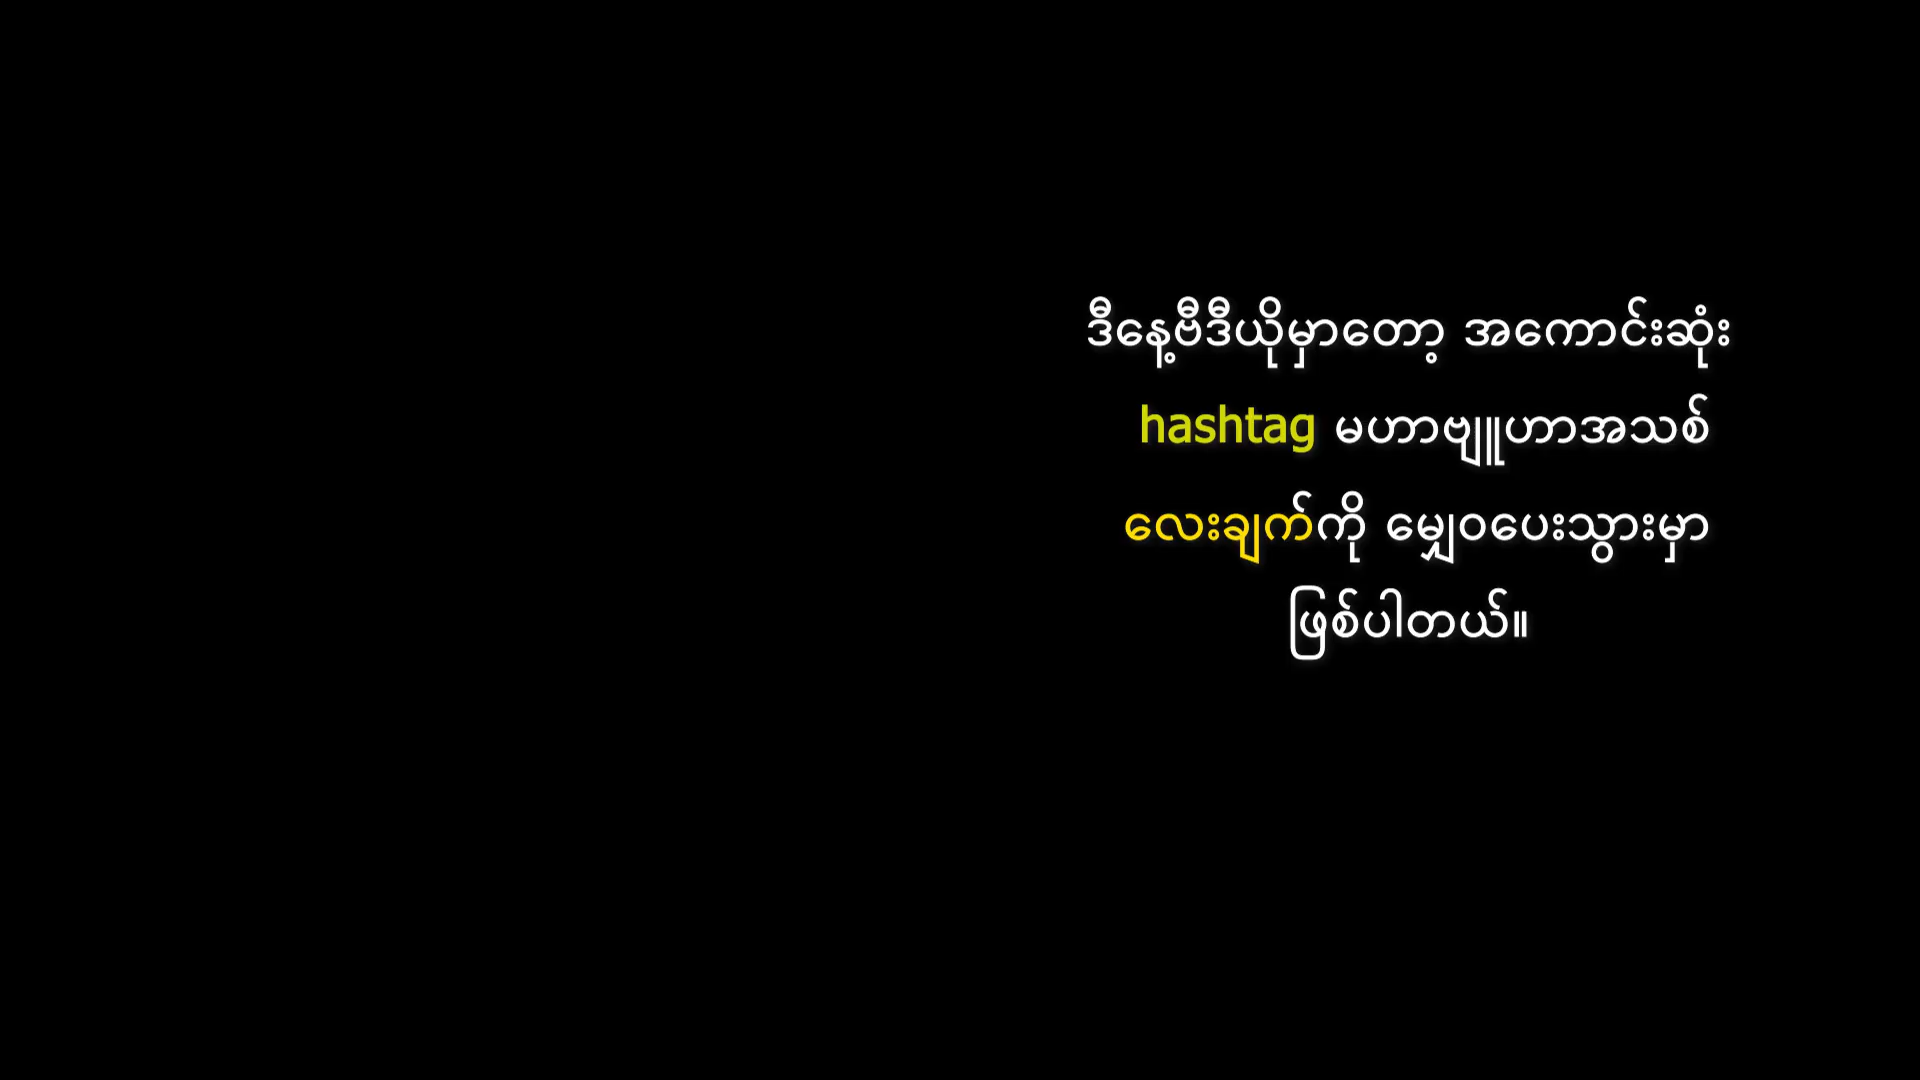 ဒီနေ့ဗီဒီယိုမှာတော့ အကောင်းဆုံး
hashtag မဟာဗျူဟာအသစ်
လေးချက်ကို မျှေဝပေးသွားမှာ
ဖြစ်ပါတယ်။